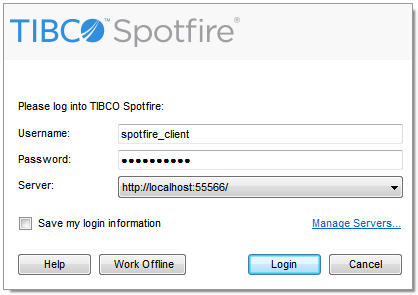 TIBCO™ Spotfire®
Please log into TIBCO Spotfire:
Username: spotfire_client
Password: ●●●●●●●●●●
Server: http://localhost:55566/
Save my login information Manage Servers...
Help Work Offline Login Cancel